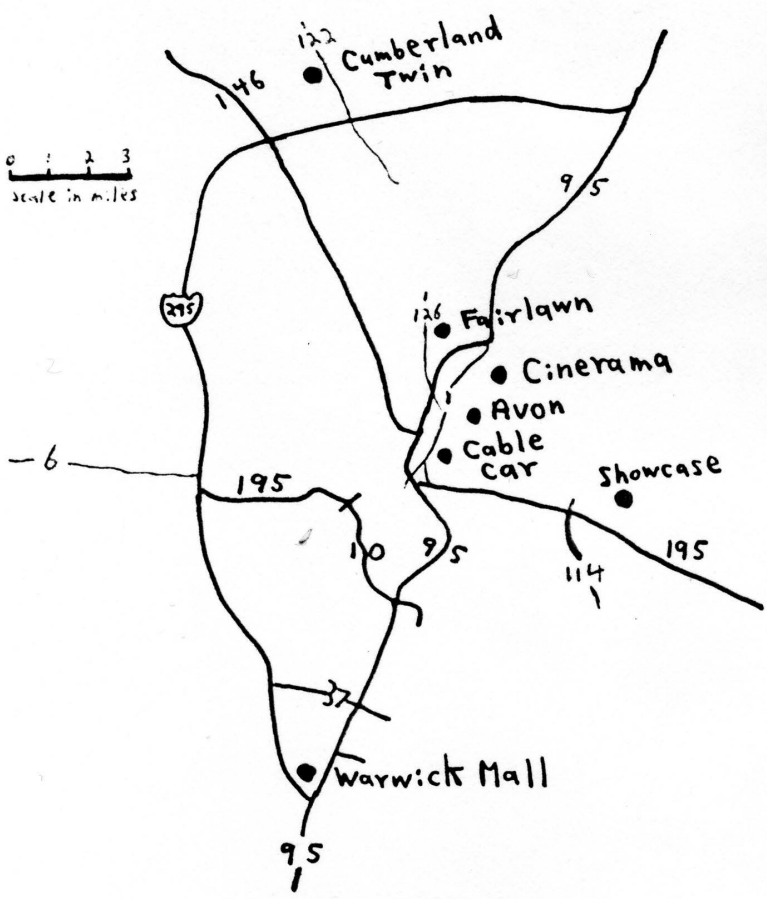 122
Cumberland
Twin
146
0 1 2 3
scale in miles
95
295
126
Fairlawn
Cinerama
1
Avon
6
Cable
Car
Showcase
195
10
95
195
114
37
Warwick Mall
95